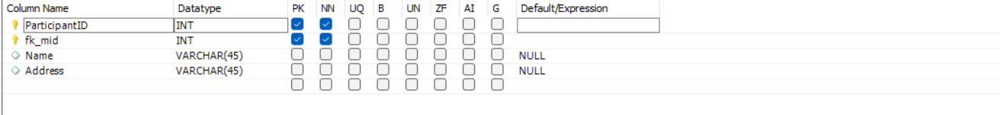 Column Name Datatype PK NN UQ B UN ZF AI G Default/Expression
ParticipantID INT
fk_mid INT
Name VARCHAR(45) NULL
Address VARCHAR(45) NULL